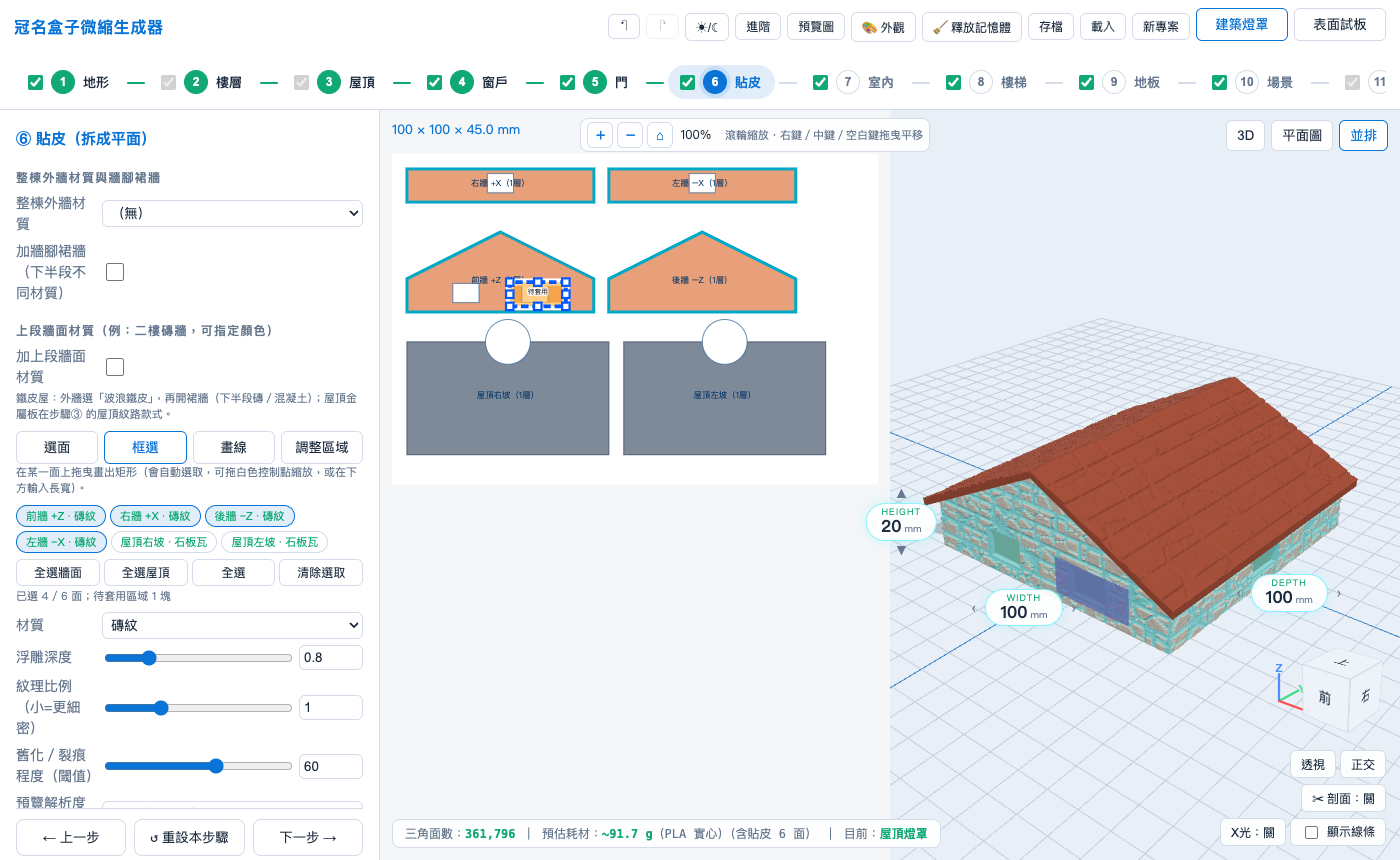 冠名盒子微縮生成器
☀/☾ 進階 預覽圖 🎨 外觀 🧹 釋放記憶體 存檔 載入 新專案 建築燈罩 表面試板
1 地形 2 樓層 3 屋頂 4 窗戶 5 門 6 貼皮 7 室內 8 樓梯 9 地板 10 場景 11
⑥ 貼皮（拆成平面）
整棟外牆材質與牆腳裙牆
整棟外牆材
質
（無）
加牆腳裙牆
（下半段不
同材質）
上段牆面材質（例：二樓磚牆，可指定顏色）
加上段牆面
材質
鐵皮屋：外牆選「波浪鐵皮」，再開裙牆（下半段磚 / 混凝土）；屋頂金
屬板在步驟③ 的屋頂紋路款式。
選面 框選 畫線 調整區域
在某一面上拖曳畫出矩形（會自動選取，可拖白色控制點縮放，或在下
方輸入長寬）。
前牆 +Z · 磚紋 右牆 +X · 磚紋 後牆 −Z · 磚紋
左牆 −X · 磚紋 屋頂右坡 · 石板瓦 屋頂左坡 · 石板瓦
全選牆面 全選屋頂 全選 清除選取
已選 4 / 6 面；待套用區域 1 塊
材質 磚紋
浮雕深度 0.8
紋理比例
（小=更細
密）
1
舊化 / 裂痕
程度（閾值）
60
預覽解析度
← 上一步 ↺ 重設本步驟 下一步 →
100 × 100 × 45.0 mm
+ − ⌂ 100% 滾輪縮放 · 右鍵 / 中鍵 / 空白鍵拖曳平移
3D 平面圖 並排
右牆 +X（1層） 左牆 −X（1層）
前牆 +Z 後牆 −Z（1層）
待套用
屋頂右坡（1層） 屋頂左坡（1層）
HEIGHT
20 mm
WIDTH
100 mm
DEPTH
100 mm
Z
前 右
透視 正交
✂ 剖面：關
X光：關 顯示線條
三角面數：361,796 | 預估耗材：~91.7 g (PLA 實心)（含貼皮 6 面） | 目前：屋頂燈罩